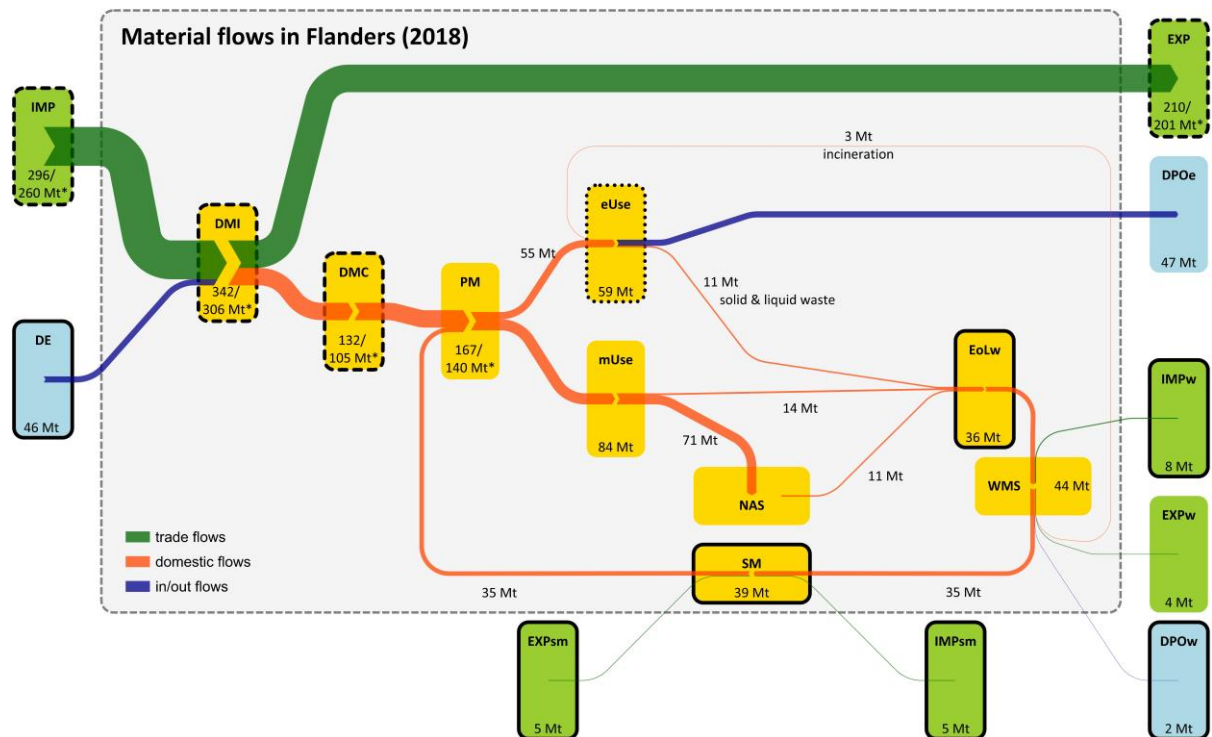 Material flows in Flanders (2018)
EXP
210/
201 Mt*
IMP
296/
260 Mt*
3 Mt
incineration
DPOe
47 Mt
eUse
59 Mt
DMI
342/
306 Mt*
55 Mt
DMC
132/
105 Mt*
PM
167/
140 Mt*
11 Mt
solid & liquid waste
DE
46 Mt
mUse
84 Mt
EoLw
36 Mt
14 Mt
71 Mt
IMPw
8 Mt
11 Mt
NAS
WMS
44 Mt
EXPw
4 Mt
trade flows
domestic flows
in/out flows
SM
39 Mt
35 Mt
35 Mt
EXPsm
5 Mt
IMPsm
5 Mt
DPOw
2 Mt